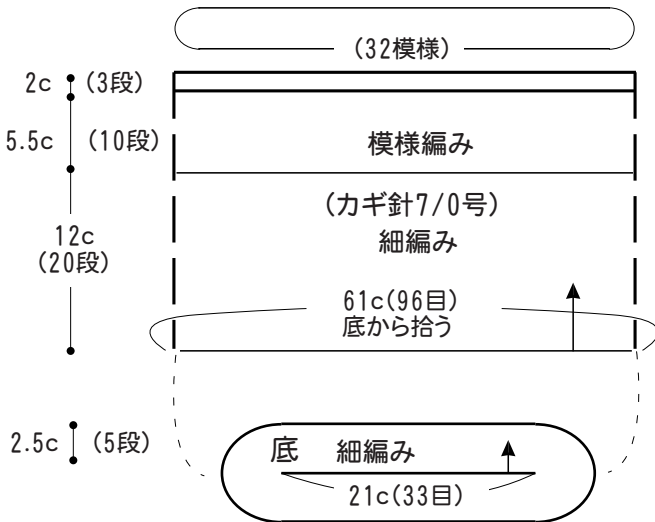 (32模様)
2c (3段)
5.5c (10段)
模様編み
(カギ針7/0号)
細編み
12c
(20段)
61c(96目)
底から拾う
2.5c (5段)
底 細編み
21c(33目)